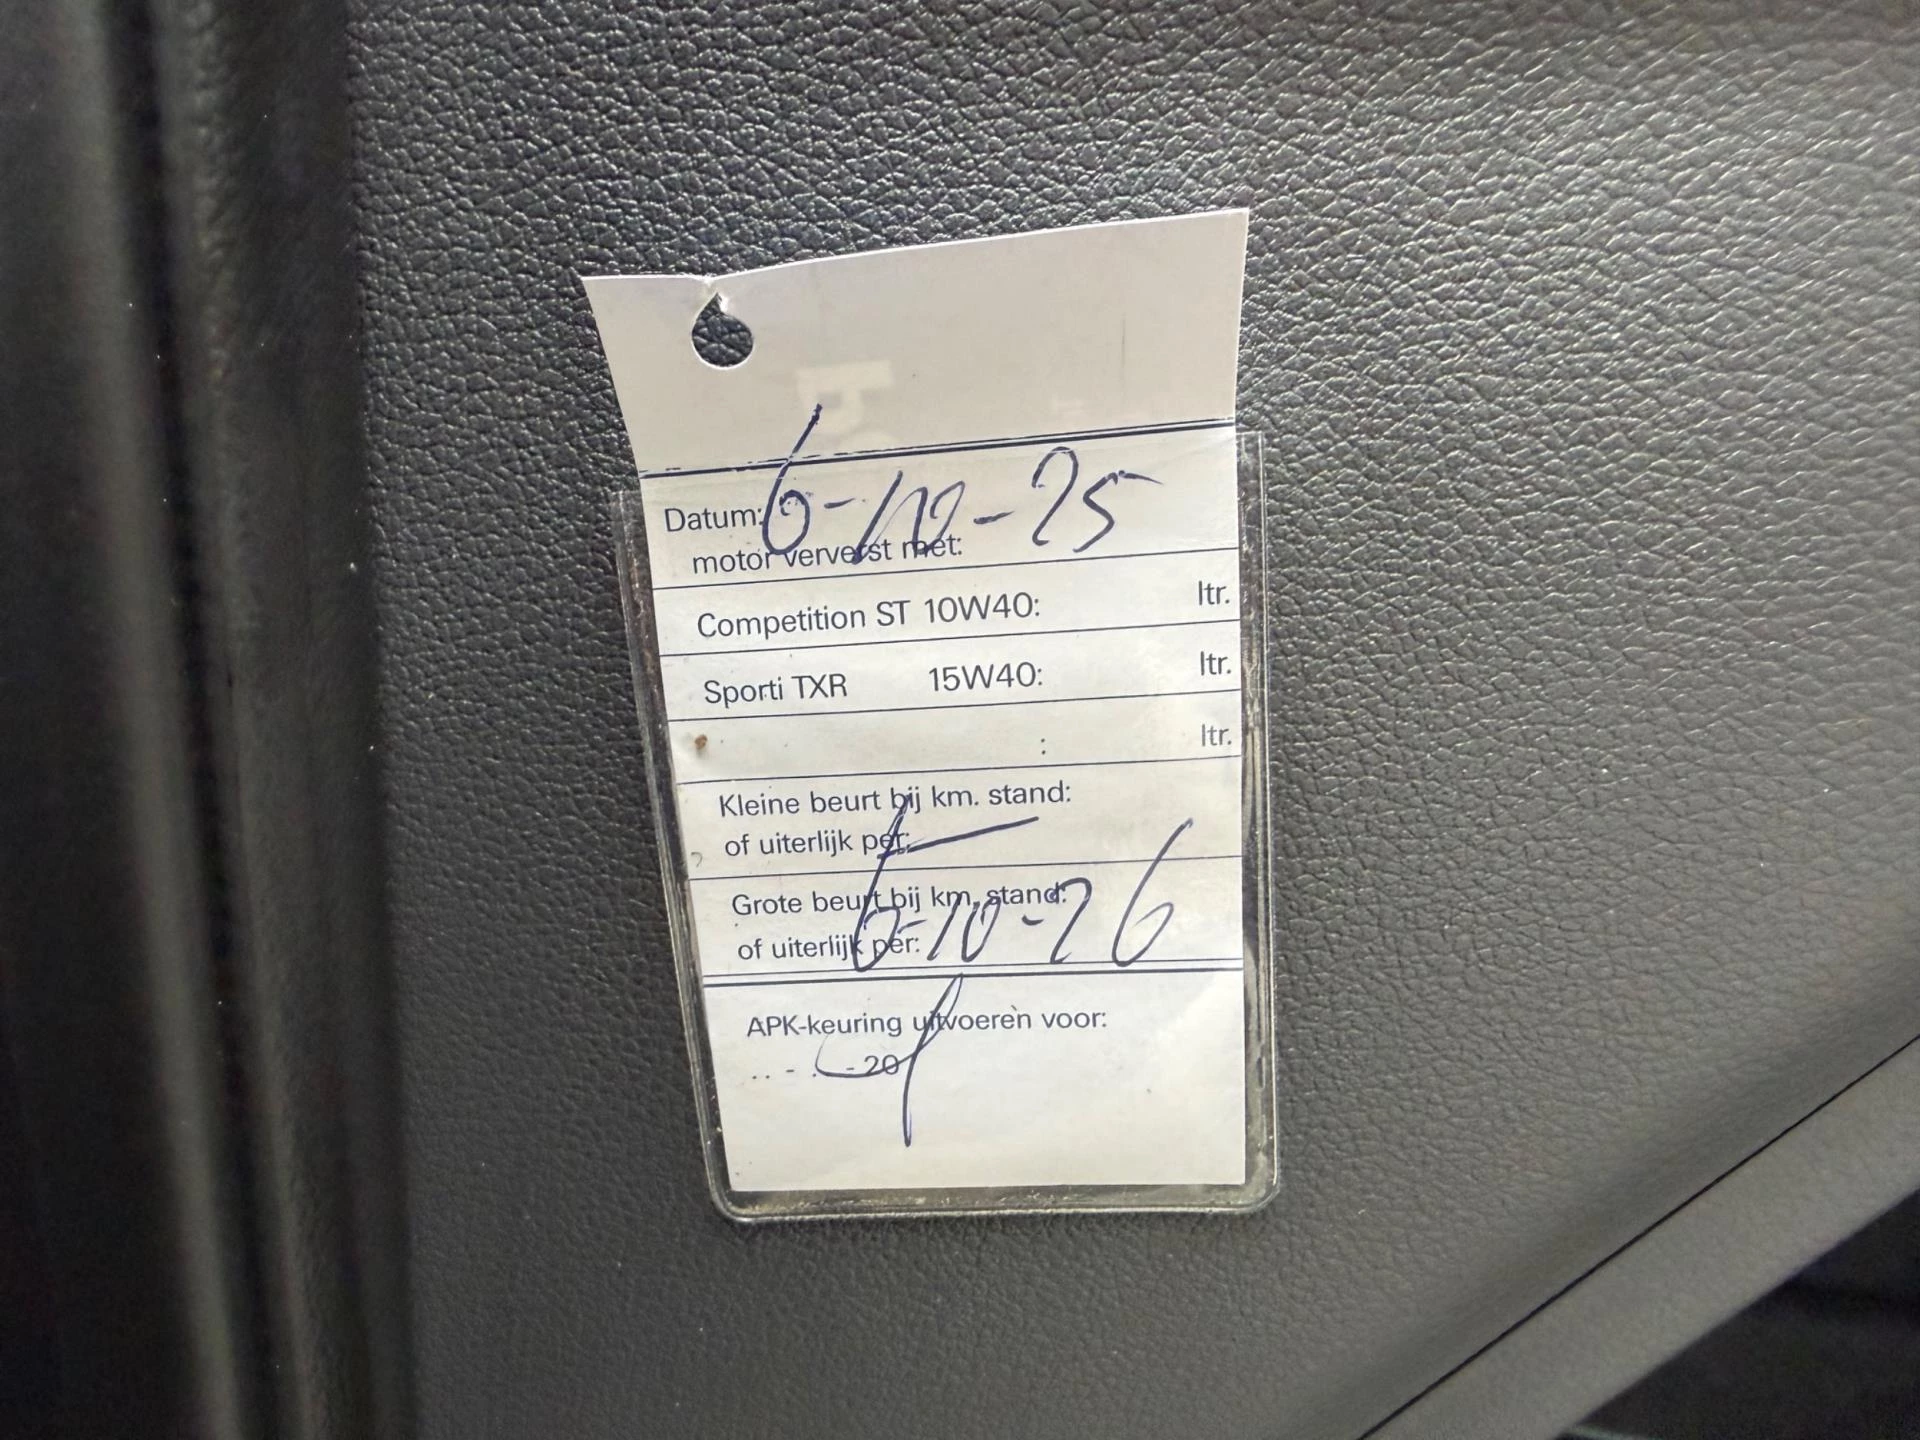 Datum: 6-10-25
motor ververst met:
Competition ST 10W40: ltr.
Sporti TXR 15W40: ltr.
: ltr.
Kleine beurt bij km. stand:
of uiterlijk per:
Grote beurt bij km. stand:
of uiterlijk per: 6-10-26
APK-keuring uitvoeren voor:
.. - . - 20